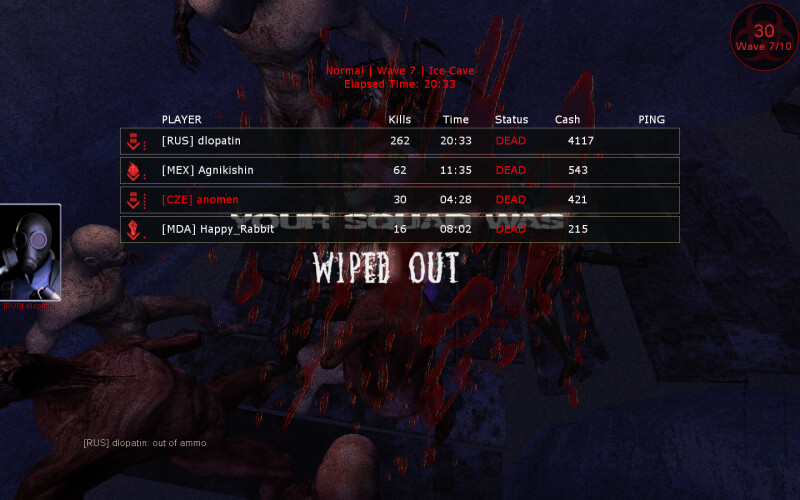 30
Wave 7/10
Normal | Wave 7 | Ice Cave
Elapsed Time: 20:33
PLAYER Kills Time Status Cash PING
[RUS] dlopatin 262 20:33 DEAD 4117
[MEX] Agnikishin 62 11:35 DEAD 543
[CZE] anomen 30 04:28 DEAD 421
YOUR SQUAD WAS
[MDA] Happy_Rabbit 16 08:02 DEAD 215
WIPED OUT
[RUS] dlopatin
[RUS] dlopatin: out of ammo